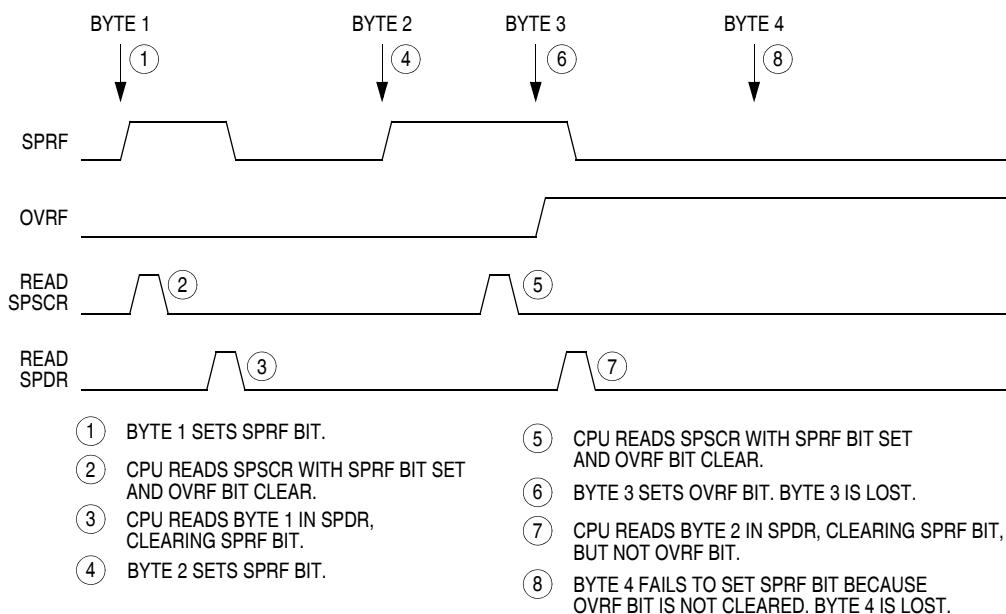 BYTE 1 BYTE 2 BYTE 3 BYTE 4
1 4 6 8
SPRF
OVRF
READ
SPSCR
2 5
READ
SPDR
3 7
1 BYTE 1 SETS SPRF BIT.
2 CPU READS SPSCR WITH SPRF BIT SET
AND OVRF BIT CLEAR.
3 CPU READS BYTE 1 IN SPDR,
CLEARING SPRF BIT.
4 BYTE 2 SETS SPRF BIT.
5 CPU READS SPSCR WITH SPRF BIT SET
AND OVRF BIT CLEAR.
6 BYTE 3 SETS OVRF BIT. BYTE 3 IS LOST.
7 CPU READS BYTE 2 IN SPDR, CLEARING SPRF BIT,
BUT NOT OVRF BIT.
8 BYTE 4 FAILS TO SET SPRF BIT BECAUSE
OVRF BIT IS NOT CLEARED. BYTE 4 IS LOST.